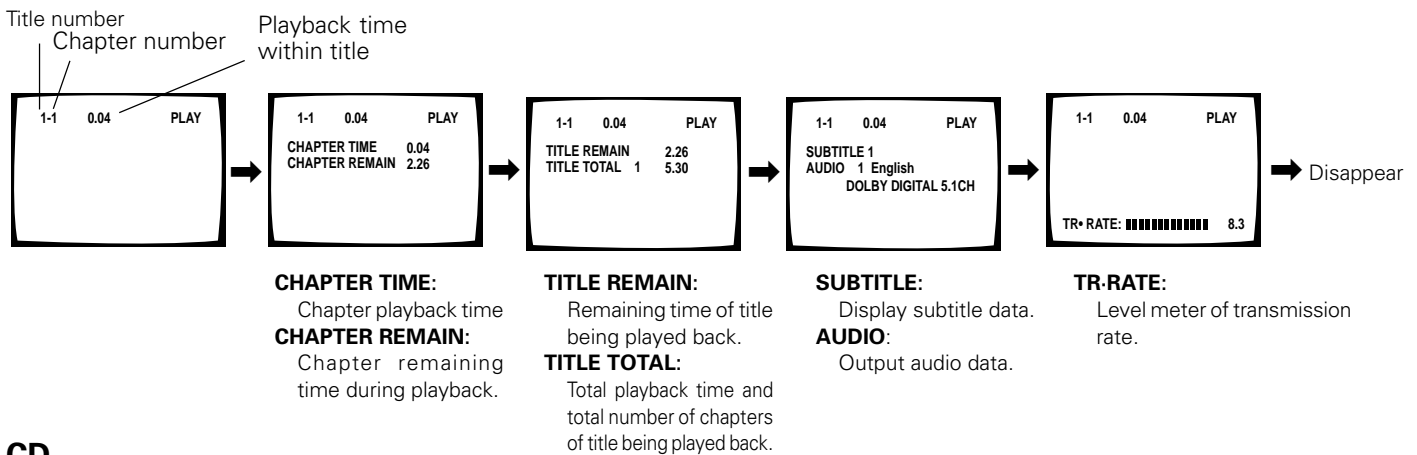 Title number
Chapter number
Playback time
within title
1-1 0.04 PLAY
1-1 0.04 PLAY
CHAPTER TIME 0.04
CHAPTER REMAIN 2.26
1-1 0.04 PLAY
TITLE REMAIN 2.26
TITLE TOTAL 1 5.30
1-1 0.04 PLAY
SUBTITLE 1
AUDIO 1 English
DOLBY DIGITAL 5.1CH
1-1 0.04 PLAY
TR• RATE: 8.3
Disappear
CHAPTER TIME:
Chapter playback time
CHAPTER REMAIN:
Chapter remaining
time during playback.
TITLE REMAIN:
Remaining time of title
being played back.
TITLE TOTAL:
Total playback time and
total number of chapters
of title being played back.
SUBTITLE:
Display subtitle data.
AUDIO:
Output audio data.
TR·RATE:
Level meter of transmission
rate.
CD